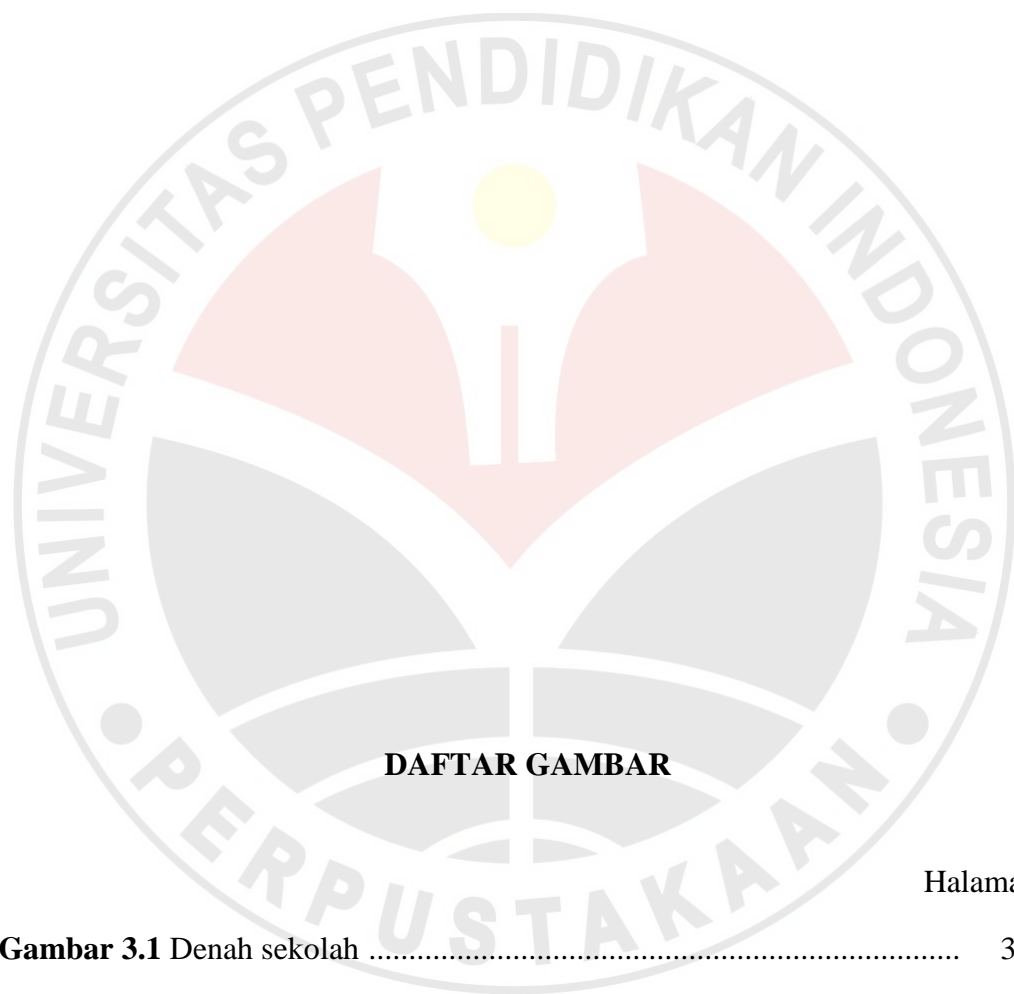 UNIVERSITAS PENDIDIKAN INDONESIA
PERPUSTAKAAN
DAFTAR GAMBAR
Halama
Gambar 3.1 Denah sekolah .......................................................................... 3